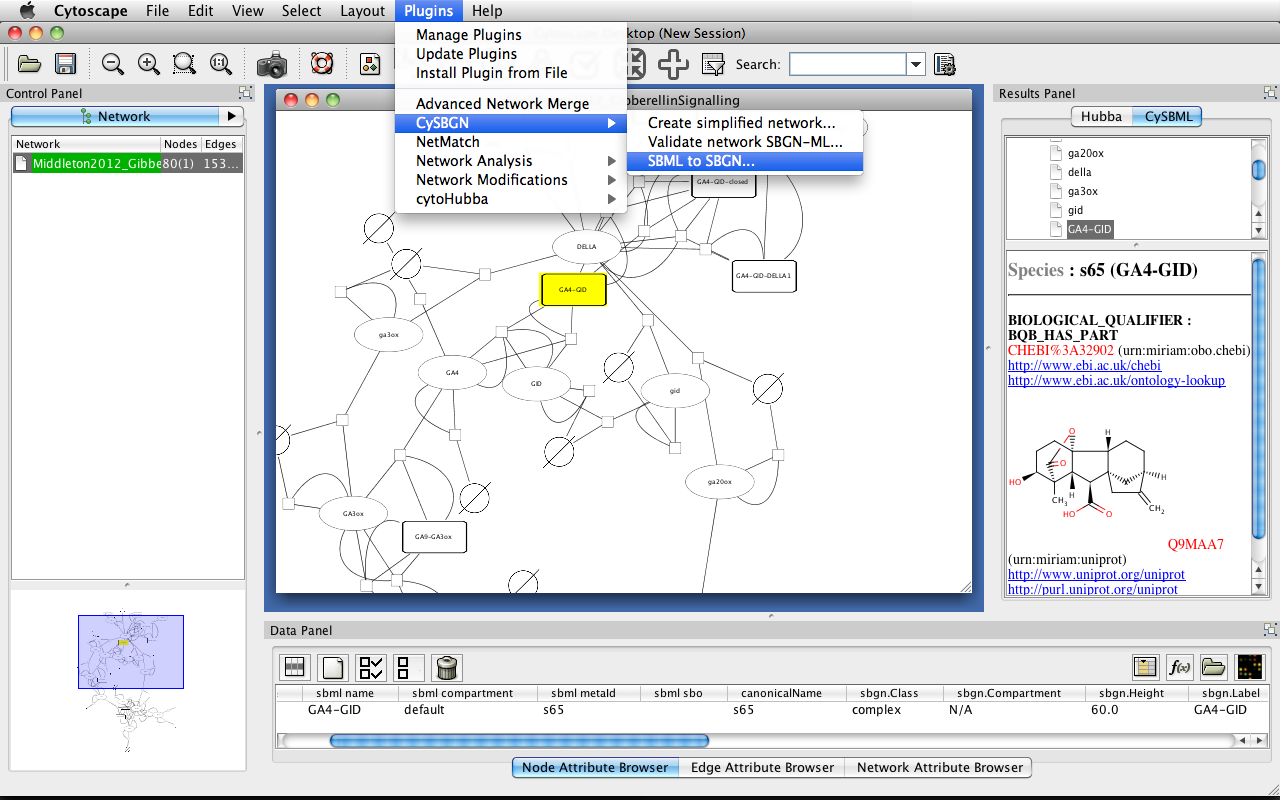 Cytoscape File Edit View Select Layout Plugins Help
ktop (New Session)
Manage Plugins
Update Plugins
Install Plugin from File
Advanced Network Merge
CySBGN
NetMatch
Network Analysis
Network Modifications
cytoHubba
Create simplified network...
Validate network SBGN-ML...
SBML to SBGN...
Search:
Control Panel
Network
Network Nodes Edges
Middleton2012_Gibbe 80(1) 153...
berellinSignalling
GA4-GID-closed
DELLA
GA4-GID-DELLA1
GA4-GID
ga3ox
GA4
GID
gid
ga20ox
GA3ox
GA9-GA3ox
Results Panel
Hubba CySBML
ga20ox
della
ga3ox
gid
GA4-GID
Species : s65 (GA4-GID)
BIOLOGICAL_QUALIFIER :
BQB_HAS_PART
CHEBI%3A32902 (urn:miriam:obo.chebi)
http://www.ebi.ac.uk/chebi
http://www.ebi.ac.uk/ontology-lookup
O
H
O
H
HO
H
CH3
CH2
HO
O
Q9MAA7
(urn:miriam:uniprot)
http://www.uniprot.org/uniprot
http://purl.uniprot.org/uniprot
Data Panel
f(x)
sbml name sbml compartment sbml metaId sbml sbo canonicalName sbgn.Class sbgn.Compartment sbgn.Height sbgn.Label
GA4-GID default s65 s65 complex N/A 60.0 GA4-GID
Node Attribute Browser Edge Attribute Browser Network Attribute Browser